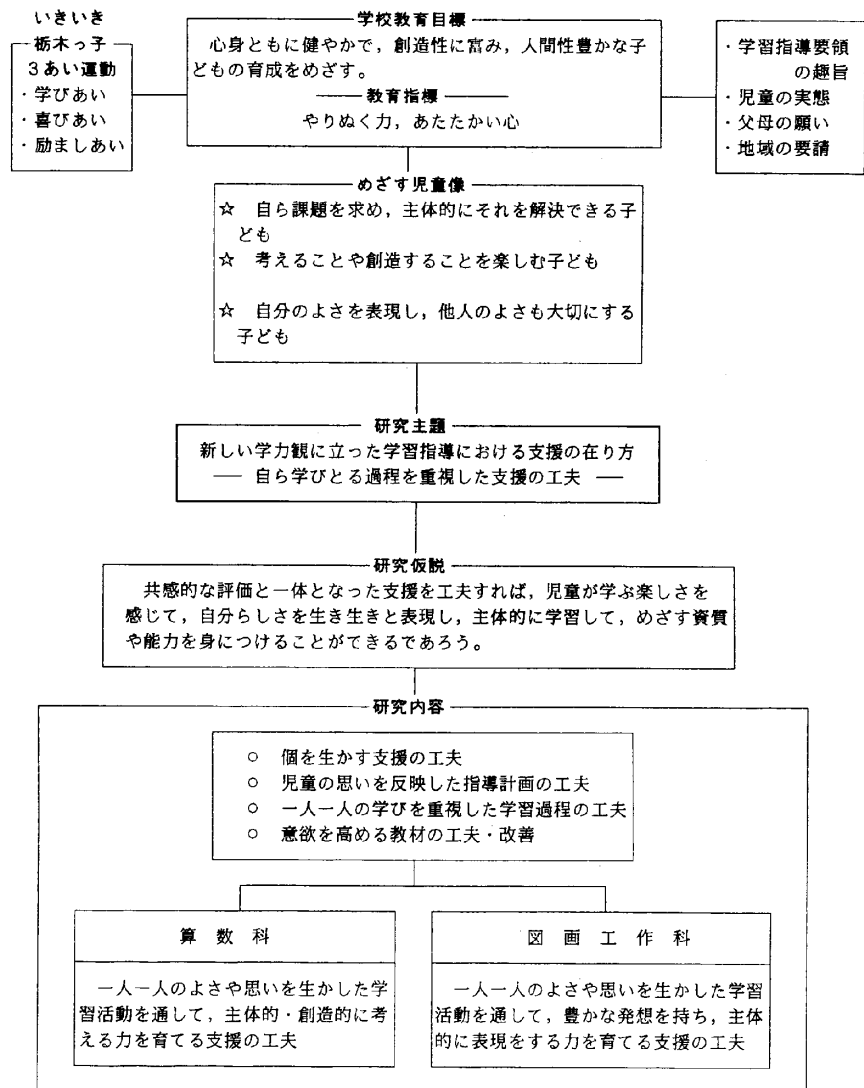 いきいき
栃木っ子
3あい運動
・学びあい
・喜びあい
・励ましあい
学校教育目標
心身ともに健やかで，創造性に富み，人間性豊かな子
どもの育成をめざす。
教育指標
やりぬく力，あたたかい心
・学習指導要領
の趣旨
・児童の実態
・父母の願い
・地域の要請
めざす児童像
☆ 自ら課題を求め，主体的にそれを解決できる子
ども
☆ 考えることや創造することを楽しむ子ども
☆ 自分のよさを表現し，他人のよさも大切にする
子ども
研究主題
新しい学力観に立った学習指導における支援の在り方
── 自ら学びとる過程を重視した支援の工夫 ──
研究仮説
共感的な評価と一体となった支援を工夫すれば，児童が学ぶ楽しさを
感じて，自分らしさを生き生きと表現し，主体的に学習して，めざす資質
や能力を身につけることができるであろう。
研究内容
○ 個を生かす支援の工夫
○ 児童の思いを反映した指導計画の工夫
○ 一人一人の学びを重視した学習過程の工夫
○ 意欲を高める教材の工夫・改善
算数科
一人一人のよさや思いを生かした学
習活動を通して，主体的・創造的に考
える力を育てる支援の工夫
図画工作科
一人一人のよさや思いを生かした学習
活動を通して，豊かな発想を持ち，主体
的に表現をする力を育てる支援の工夫